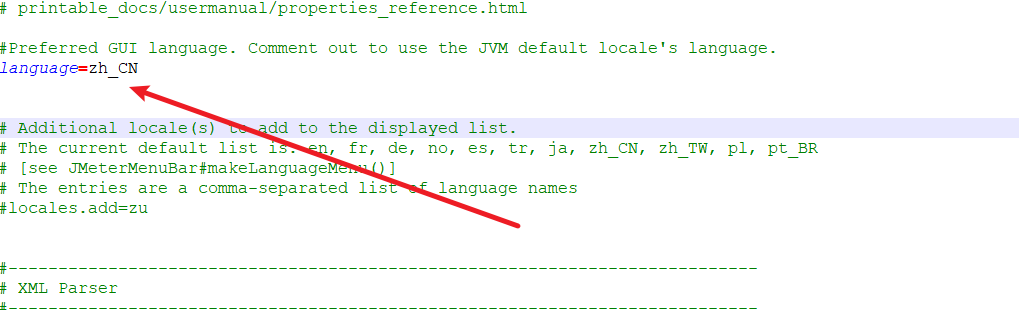 # printable_docs/usermanual/properties_reference.html
#Preferred GUI language. Comment out to use the JVM default locale's language.
language=zh_CN
# Additional locale(s) to add to the displayed list.
# The current default list is: en, fr, de, no, es, tr, ja, zh_CN, zh_TW, pl, pt_BR
# [see JMeterMenuBar#makeLanguageMenu()]
# The entries are a comma-separated list of language names
#locales.add=zu
#---------------------------------------------------------------------------
# XML Parser
#---------------------------------------------------------------------------